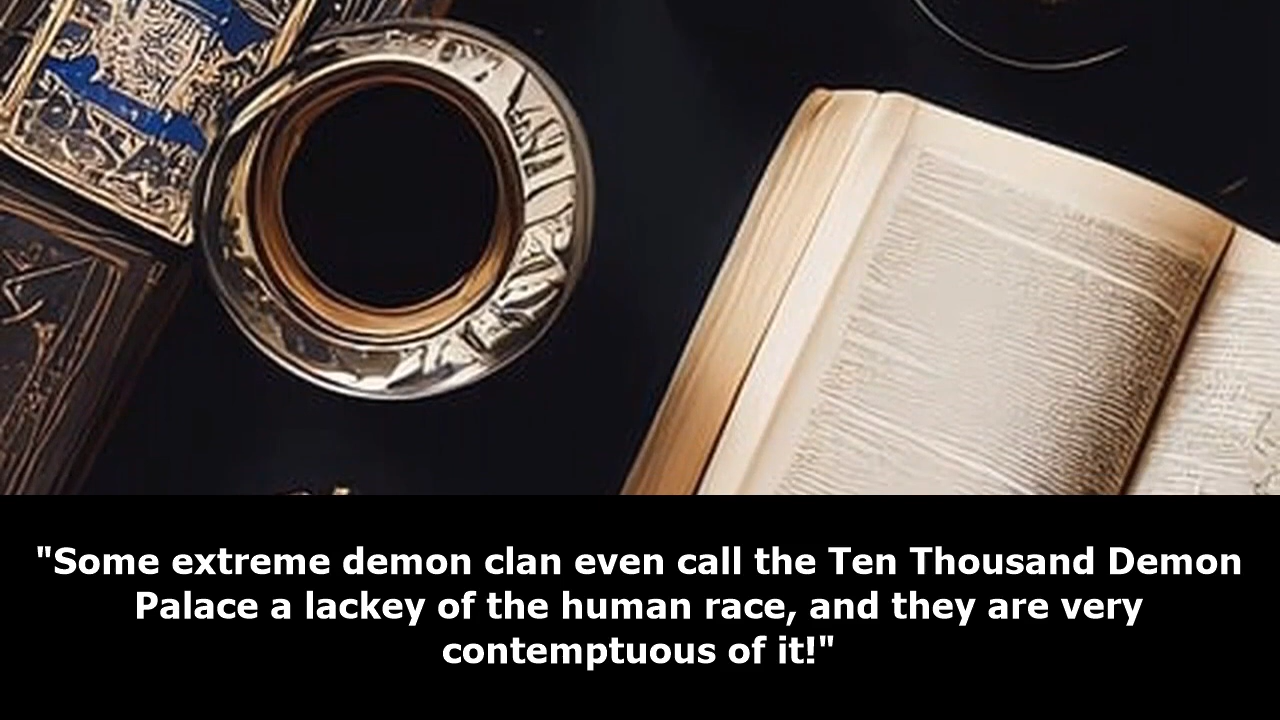 "Some extreme demon clan even call the Ten Thousand Demon
Palace a lackey of the human race, and they are very
contemptuous of it!"